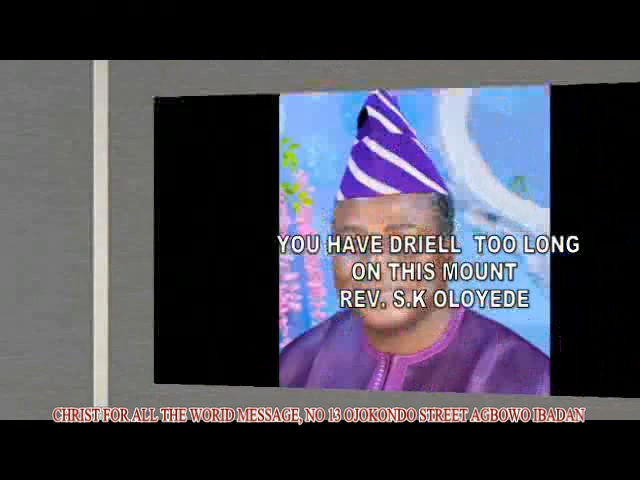 YOU HAVE DRIELL TOO LONG
ON THIS MOUNT
REV. S.K OLOYEDE
CHRIST FOR ALL THE WORID MESSAGE, NO 13 OJOKONDO STREET AGBOWO IBADAN